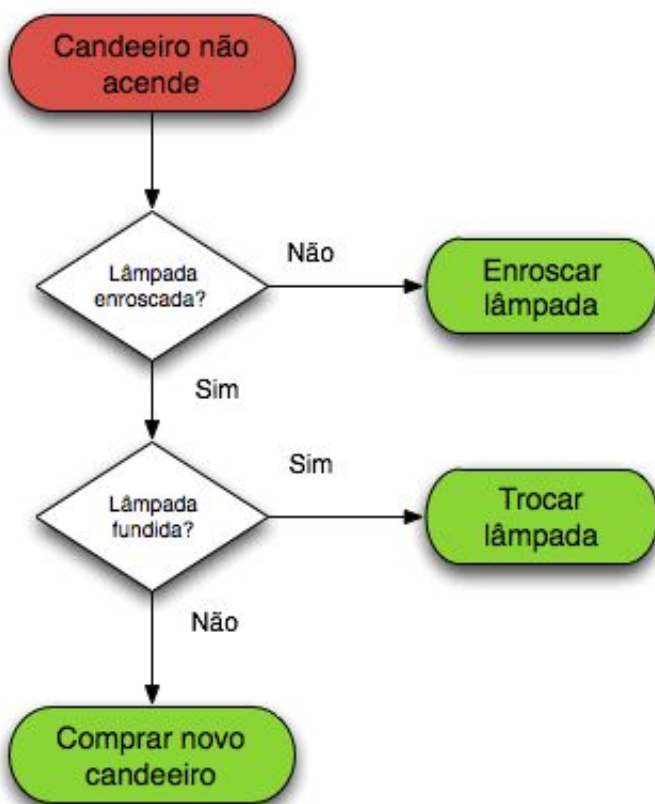 Candeeiro não
acende
Lâmpada
enroscada?
Não
Enroscar
lâmpada
Sim
Lâmpada
fundida?
Sim
Trocar
lâmpada
Não
Comprar novo
candeeiro